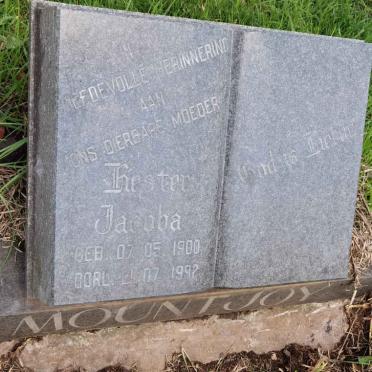 'N
LIEFDEVOLLE HERINNERING
AAN
ONS DIERBARE MOEDER
Hester
Jacoba
GEB. 07 05 1900
OORL. 07 1992
God is Liefde
MOUNTJOY